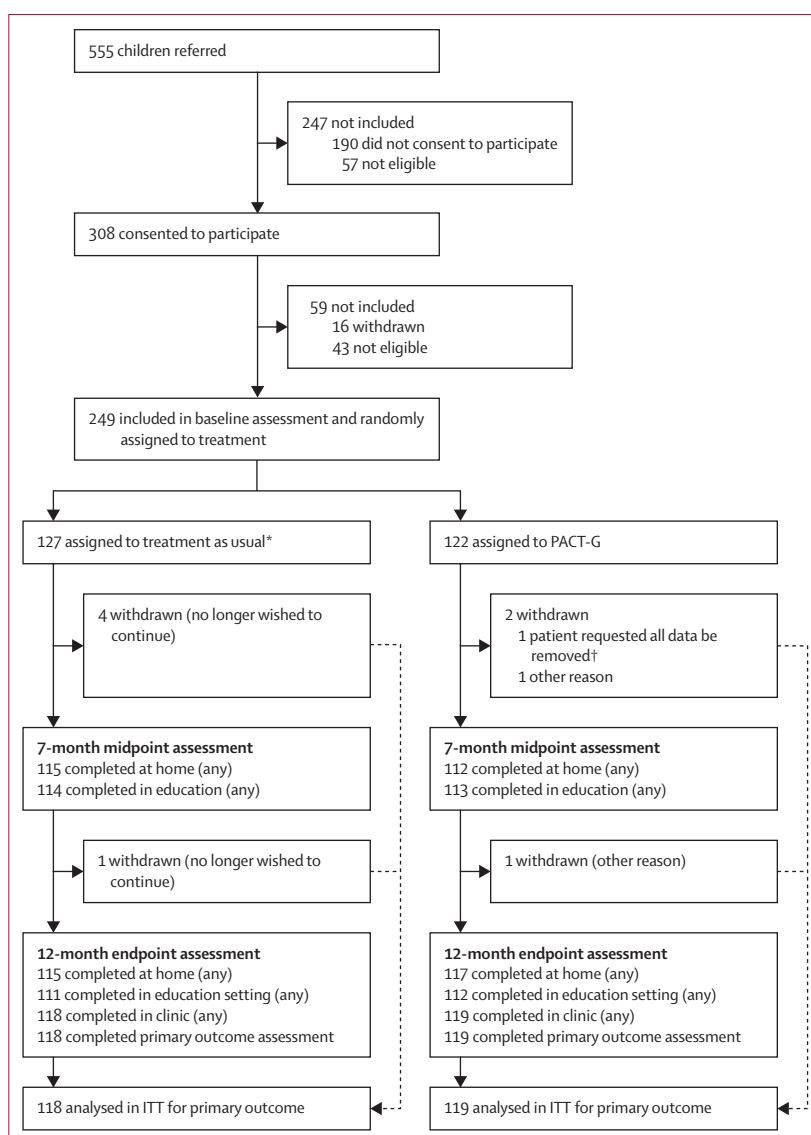 555 children referred
247 not included
190 did not consent to participate
57 not eligible
308 consented to participate
59 not included
16 withdrawn
43 not eligible
249 included in baseline assessment and randomly
assigned to treatment
127 assigned to treatment as usual*
122 assigned to PACT-G
4 withdrawn (no longer wished to
continue)
2 withdrawn
1 patient requested all data be
removed†
1 other reason
7-month midpoint assessment
115 completed at home (any)
114 completed in education (any)
7-month midpoint assessment
112 completed at home (any)
113 completed in education (any)
1 withdrawn (no longer wished to
continue)
1 withdrawn (other reason)
12-month endpoint assessment
115 completed at home (any)
111 completed in education setting (any)
118 completed in clinic (any)
118 completed primary outcome assessment
12-month endpoint assessment
117 completed at home (any)
112 completed in education setting (any)
119 completed in clinic (any)
119 completed primary outcome assessment
118 analysed in ITT for primary outcome
119 analysed in ITT for primary outcome